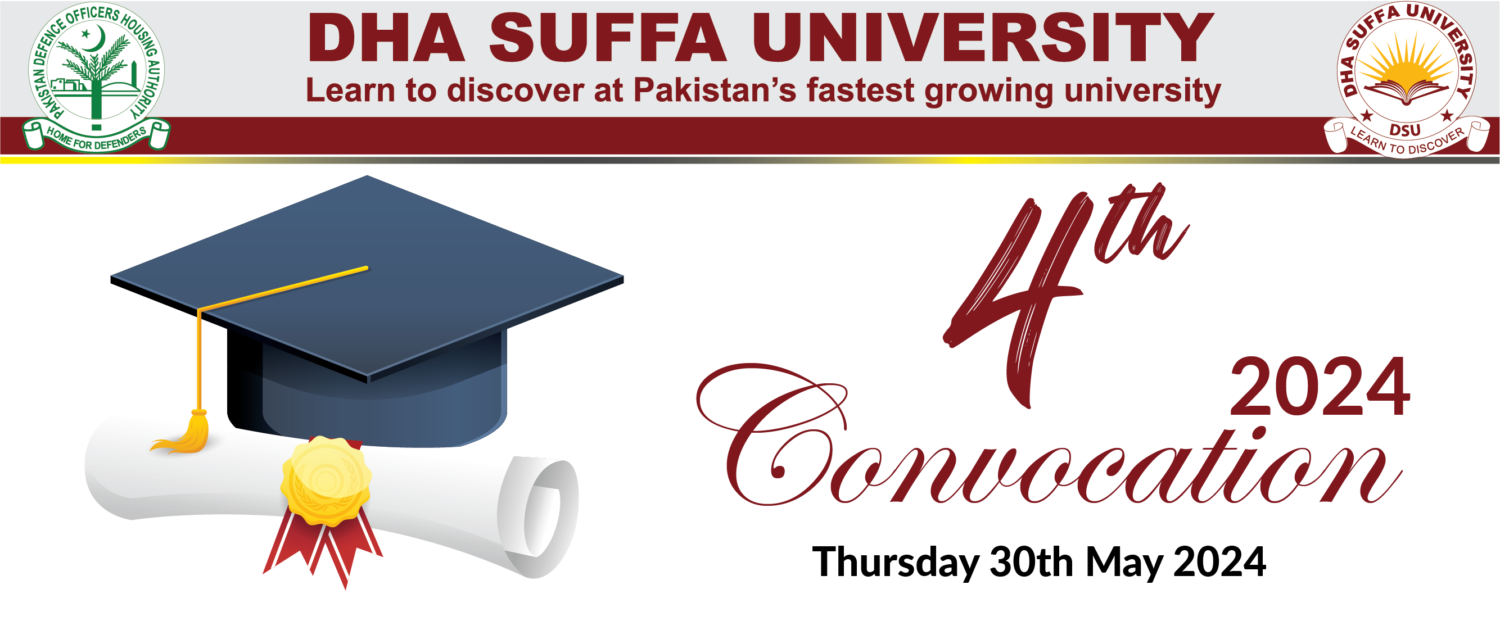 PAKISTAN DEFENCE OFFICERS HOUSING AUTHORITY
HOME FOR DEFENDERS
DHA SUFFA UNIVERSITY
Learn to discover at Pakistan's fastest growing university
DHA SUFFA UNIVERSITY
DSU
LEARN TO DISCOVER
4th
2024
Convocation
Thursday 30th May 2024